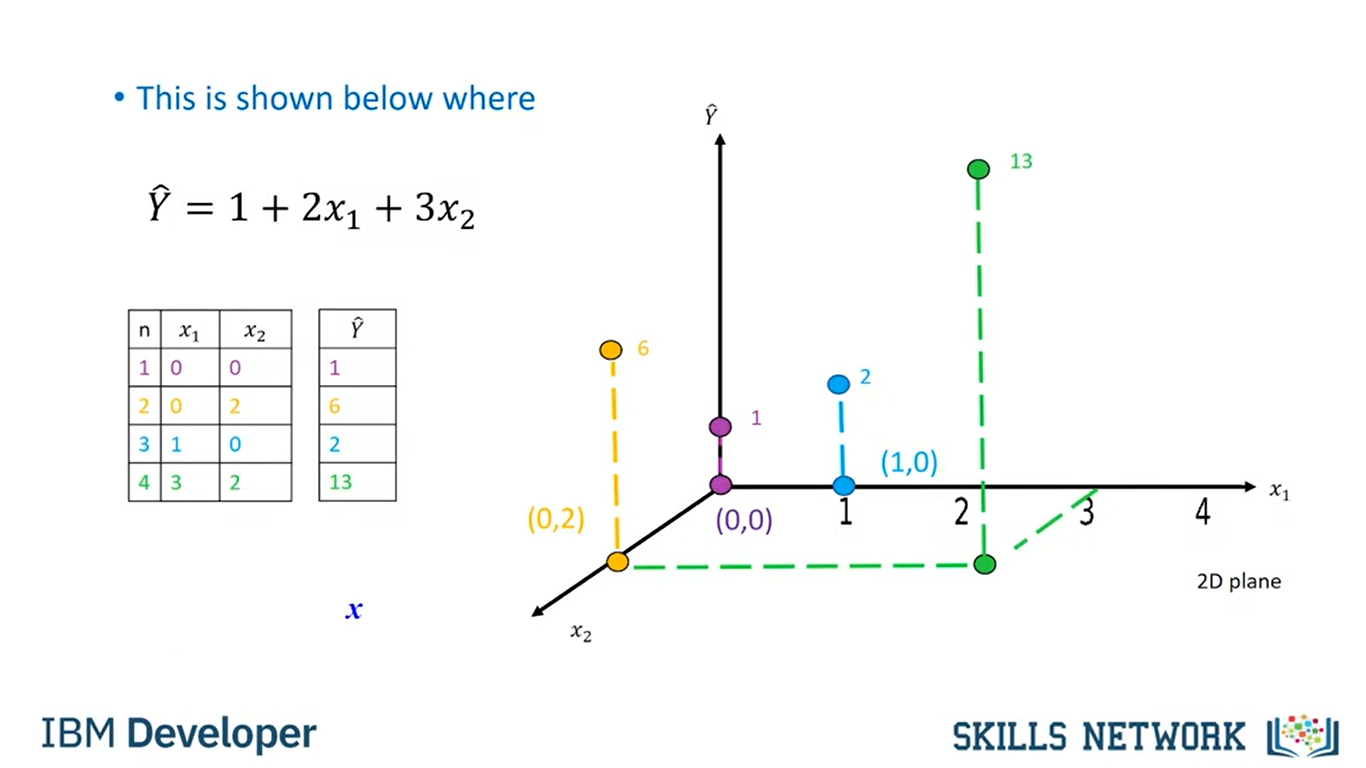 • This is shown below where
Ŷ = 1 + 2x₁ + 3x₂
n x₁ x₂ Ŷ
1 0 0 1
2 0 2 6
3 1 0 2
4 3 2 13
x
Ŷ
13
6
2
1
(1,0)
x₁
(0,2)
(0,0)
1 2 3 4
2D plane
x₂
IBM Developer
SKILLS NETWORK